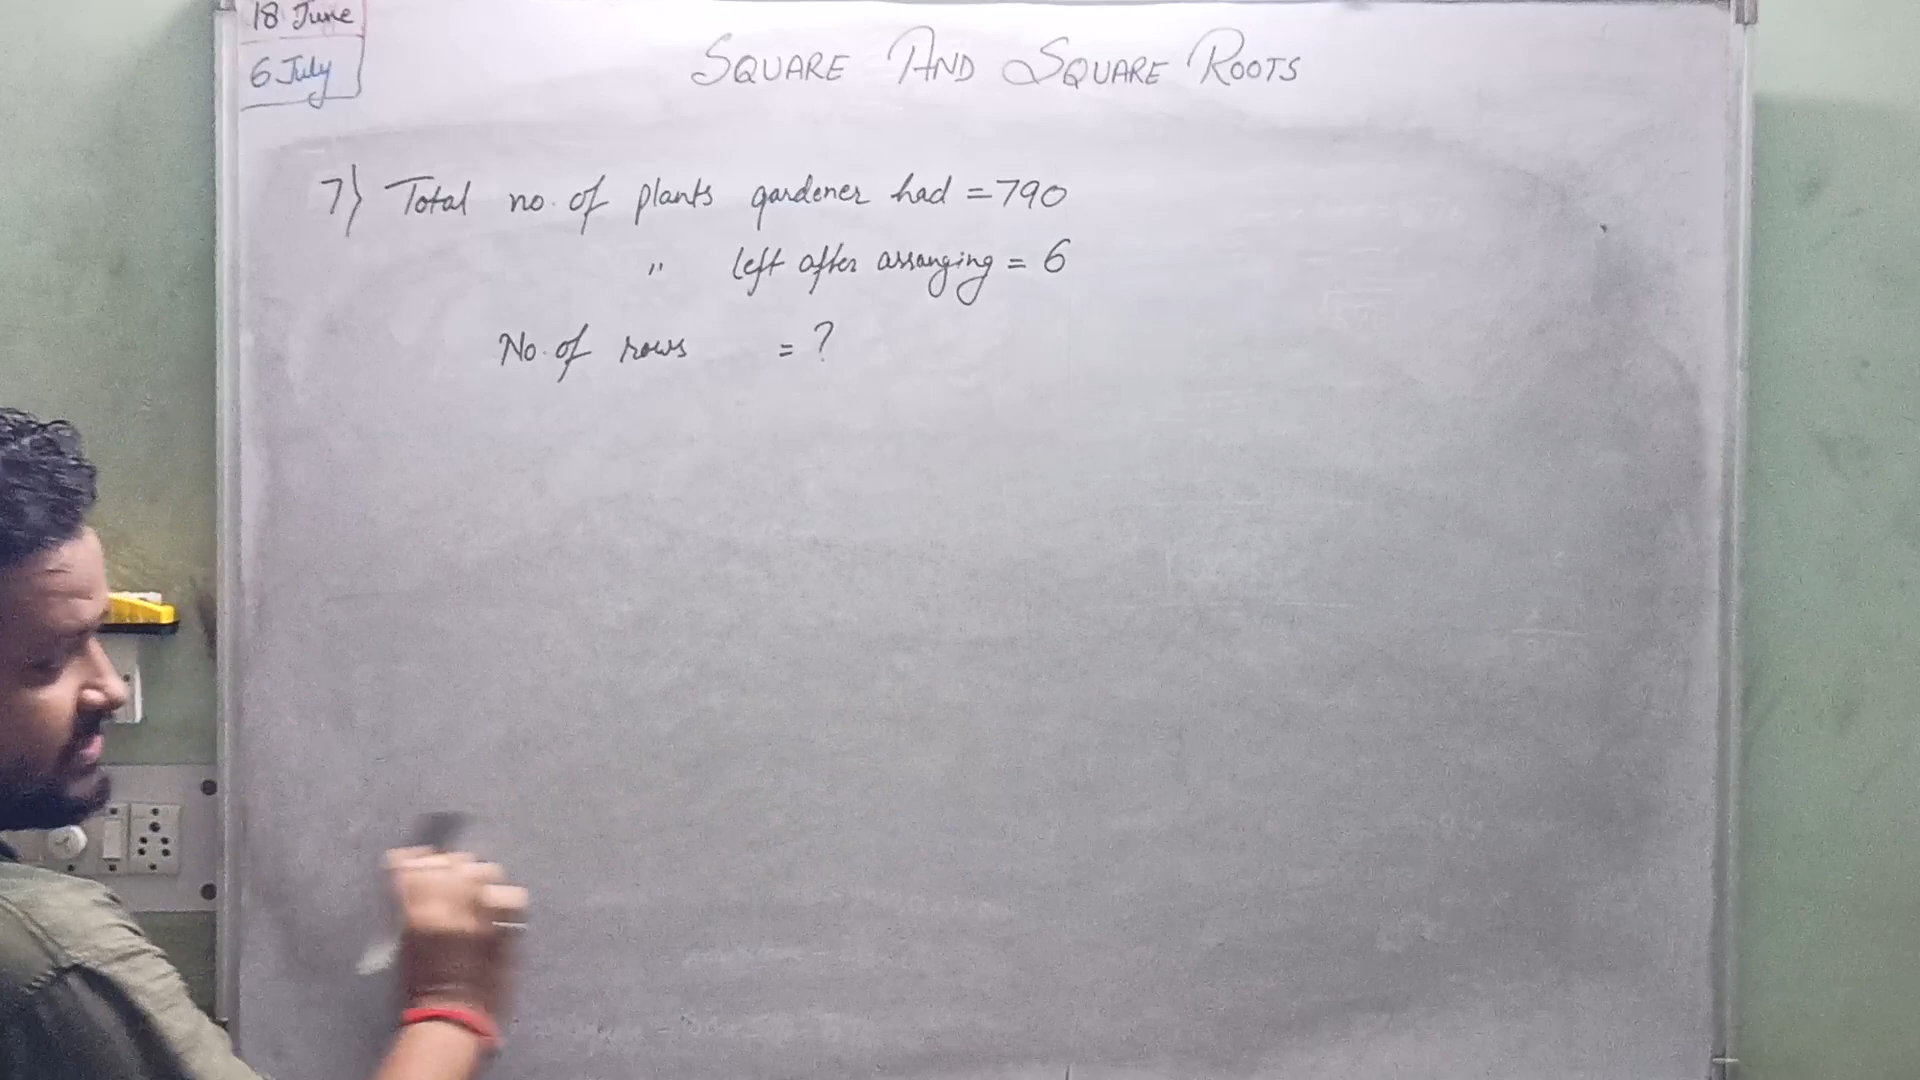 18 June
6 July
SQUARE AND SQUARE ROOTS
7) Total no. of plants gardener had = 790
" left after arranging = 6
No. of rows = ?